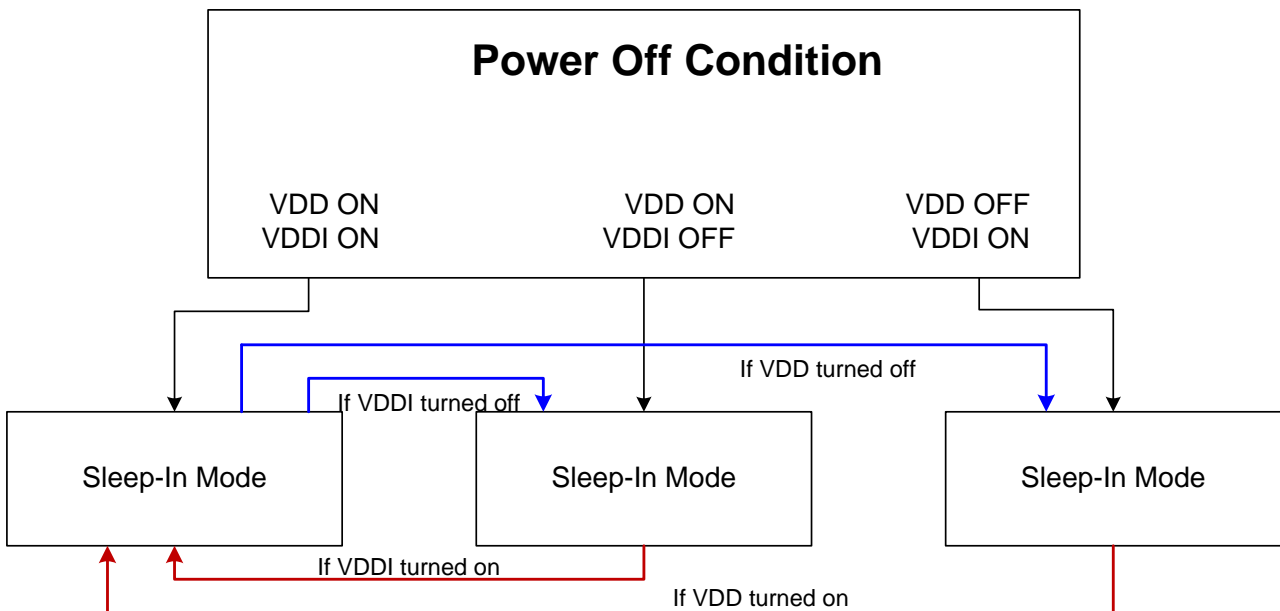 Power Off Condition
VDD ON
VDDI ON
VDD ON
VDDI OFF
VDD OFF
VDDI ON
If VDD turned off
If VDDI turned off
Sleep-In Mode
Sleep-In Mode
Sleep-In Mode
If VDDI turned on
If VDD turned on